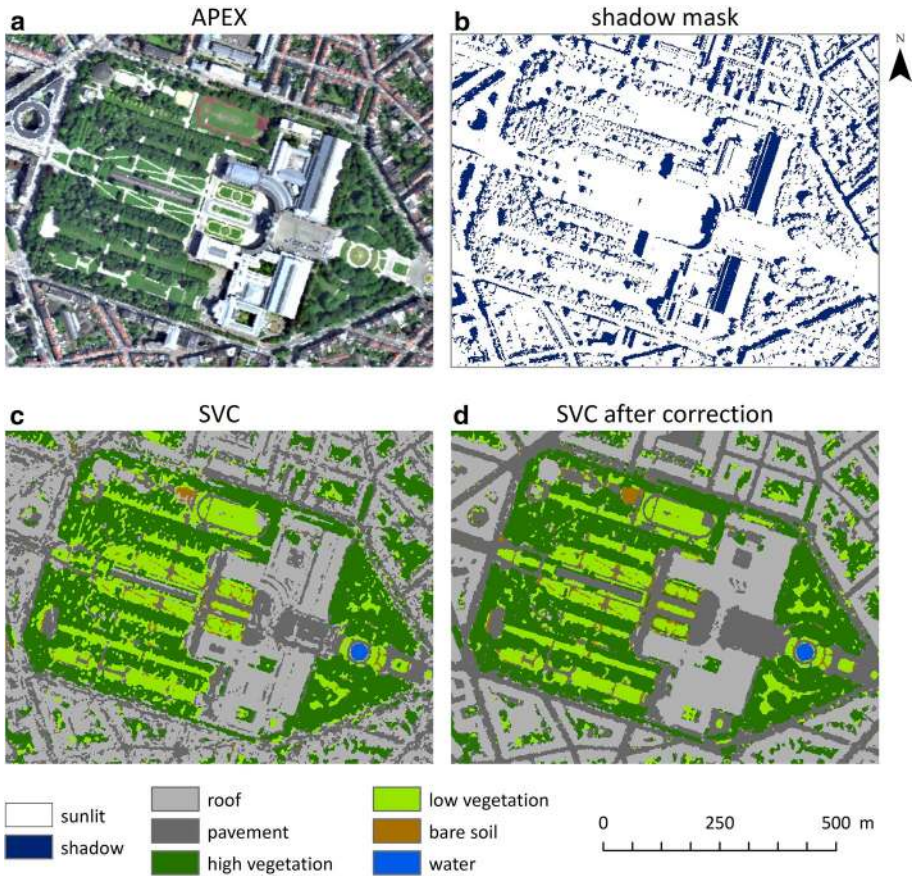 a APEX
b shadow mask
N
c SVC
d SVC after correction
sunlit
shadow
roof
pavement
high vegetation
low vegetation
bare soil
water
0 250 500 m